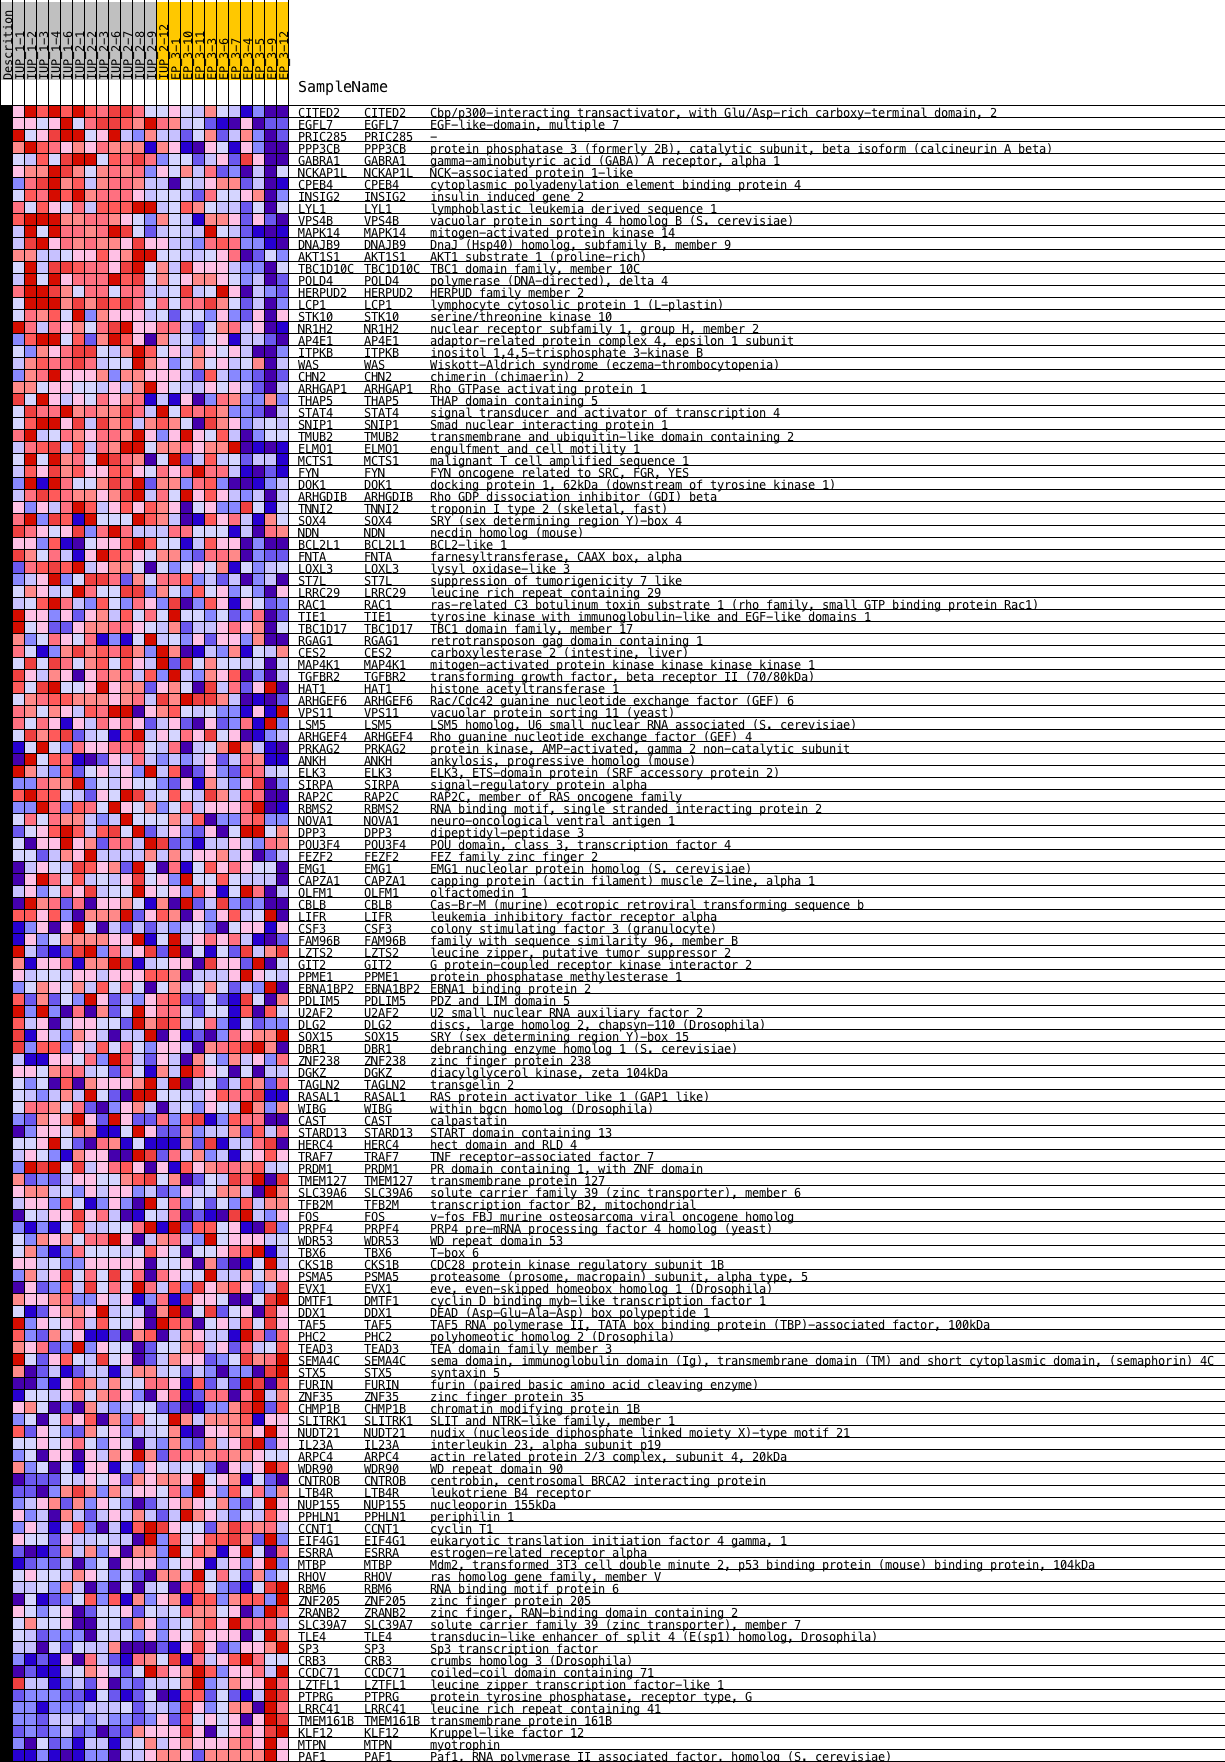 Descrition
IUP_1-1
IUP_1-2
IUP_1-3
IUP_1-4
IUP_1-6
IUP_2-1
IUP_2-2
IUP_2-3
IUP_2-6
IUP_2-7
IUP_2-8
IUP_2-9
IUP_2-12
EP_3-1
EP_3-10
EP_3-11
EP_3-3
EP_3-6
EP_3-7
EP_3-4
EP_3-5
EP_3-9
EP_3-12
SampleName
CITED2 CITED2 Cbp/p300-interacting transactivator, with Glu/Asp-rich carboxy-terminal domain, 2
EGFL7 EGFL7 EGF-like-domain, multiple 7
PRIC285 PRIC285 -
PPP3CB PPP3CB protein phosphatase 3 (formerly 2B), catalytic subunit, beta isoform (calcineurin A beta)
GABRA1 GABRA1 gamma-aminobutyric acid (GABA) A receptor, alpha 1
NCKAP1L NCKAP1L NCK-associated protein 1-like
CPEB4 CPEB4 cytoplasmic polyadenylation element binding protein 4
INSIG2 INSIG2 insulin induced gene 2
LYL1 LYL1 lymphoblastic leukemia derived sequence 1
VPS4B VPS4B vacuolar protein sorting 4 homolog B (S. cerevisiae)
MAPK14 MAPK14 mitogen-activated protein kinase 14
DNAJB9 DNAJB9 DnaJ (Hsp40) homolog, subfamily B, member 9
AKT1S1 AKT1S1 AKT1 substrate 1 (proline-rich)
TBC1D10C TBC1D10C TBC1 domain family, member 10C
POLD4 POLD4 polymerase (DNA-directed), delta 4
HERPUD2 HERPUD2 HERPUD family member 2
LCP1 LCP1 lymphocyte cytosolic protein 1 (L-plastin)
STK10 STK10 serine/threonine kinase 10
NR1H2 NR1H2 nuclear receptor subfamily 1, group H, member 2
AP4E1 AP4E1 adaptor-related protein complex 4, epsilon 1 subunit
ITPKB ITPKB inositol 1,4,5-trisphosphate 3-kinase B
WAS WAS Wiskott-Aldrich syndrome (eczema-thrombocytopenia)
CHN2 CHN2 chimerin (chimaerin) 2
ARHGAP1 ARHGAP1 Rho GTPase activating protein 1
THAP5 THAP5 THAP domain containing 5
STAT4 STAT4 signal transducer and activator of transcription 4
SNIP1 SNIP1 Smad nuclear interacting protein 1
TMUB2 TMUB2 transmembrane and ubiquitin-like domain containing 2
ELMO1 ELMO1 engulfment and cell motility 1
MCTS1 MCTS1 malignant T cell amplified sequence 1
FYN FYN FYN oncogene related to SRC, FGR, YES
DOK1 DOK1 docking protein 1, 62kDa (downstream of tyrosine kinase 1)
ARHGDIB ARHGDIB Rho GDP dissociation inhibitor (GDI) beta
TNNI2 TNNI2 troponin I type 2 (skeletal, fast)
SOX4 SOX4 SRY (sex determining region Y)-box 4
NDN NDN necdin homolog (mouse)
BCL2L1 BCL2L1 BCL2-like 1
FNTA FNTA farnesyltransferase, CAAX box, alpha
LOXL3 LOXL3 lysyl oxidase-like 3
ST7L ST7L suppression of tumorigenicity 7 like
LRRC29 LRRC29 leucine rich repeat containing 29
RAC1 RAC1 ras-related C3 botulinum toxin substrate 1 (rho family, small GTP binding protein Rac1)
TIE1 TIE1 tyrosine kinase with immunoglobulin-like and EGF-like domains 1
TBC1D17 TBC1D17 TBC1 domain family, member 17
RGAG1 RGAG1 retrotransposon gag domain containing 1
CES2 CES2 carboxylesterase 2 (intestine, liver)
MAP4K1 MAP4K1 mitogen-activated protein kinase kinase kinase kinase 1
TGFBR2 TGFBR2 transforming growth factor, beta receptor II (70/80kDa)
HAT1 HAT1 histone acetyltransferase 1
ARHGEF6 ARHGEF6 Rac/Cdc42 guanine nucleotide exchange factor (GEF) 6
VPS11 VPS11 vacuolar protein sorting 11 (yeast)
LSM5 LSM5 LSM5 homolog, U6 small nuclear RNA associated (S. cerevisiae)
ARHGEF4 ARHGEF4 Rho guanine nucleotide exchange factor (GEF) 4
PRKAG2 PRKAG2 protein kinase, AMP-activated, gamma 2 non-catalytic subunit
ANKH ANKH ankylosis, progressive homolog (mouse)
ELK3 ELK3 ELK3, ETS-domain protein (SRF accessory protein 2)
SIRPA SIRPA signal-regulatory protein alpha
RAP2C RAP2C RAP2C, member of RAS oncogene family
RBMS2 RBMS2 RNA binding motif, single stranded interacting protein 2
NOVA1 NOVA1 neuro-oncological ventral antigen 1
DPP3 DPP3 dipeptidyl-peptidase 3
POU3F4 POU3F4 POU domain, class 3, transcription factor 4
FEZF2 FEZF2 FEZ family zinc finger 2
EMG1 EMG1 EMG1 nucleolar protein homolog (S. cerevisiae)
CAPZA1 CAPZA1 capping protein (actin filament) muscle Z-line, alpha 1
OLFM1 OLFM1 olfactomedin 1
CBLB CBLB Cas-Br-M (murine) ecotropic retroviral transforming sequence b
LIFR LIFR leukemia inhibitory factor receptor alpha
CSF3 CSF3 colony stimulating factor 3 (granulocyte)
FAM96B FAM96B family with sequence similarity 96, member B
LZTS2 LZTS2 leucine zipper, putative tumor suppressor 2
GIT2 GIT2 G protein-coupled receptor kinase interactor 2
PPME1 PPME1 protein phosphatase methylesterase 1
EBNA1BP2 EBNA1BP2 EBNA1 binding protein 2
PDLIM5 PDLIM5 PDZ and LIM domain 5
U2AF2 U2AF2 U2 small nuclear RNA auxiliary factor 2
DLG2 DLG2 discs, large homolog 2, chapsyn-110 (Drosophila)
SOX15 SOX15 SRY (sex determining region Y)-box 15
DBR1 DBR1 debranching enzyme homolog 1 (S. cerevisiae)
ZNF238 ZNF238 zinc finger protein 238
DGKZ DGKZ diacylglycerol kinase, zeta 104kDa
TAGLN2 TAGLN2 transgelin 2
RASAL1 RASAL1 RAS protein activator like 1 (GAP1 like)
WIBG WIBG within bgcn homolog (Drosophila)
CAST CAST calpastatin
STARD13 STARD13 START domain containing 13
HERC4 HERC4 hect domain and RLD 4
TRAF7 TRAF7 TNF receptor-associated factor 7
PRDM1 PRDM1 PR domain containing 1, with ZNF domain
TMEM127 TMEM127 transmembrane protein 127
SLC39A6 SLC39A6 solute carrier family 39 (zinc transporter), member 6
TFB2M TFB2M transcription factor B2, mitochondrial
FOS FOS v-fos FBJ murine osteosarcoma viral oncogene homolog
PRPF4 PRPF4 PRP4 pre-mRNA processing factor 4 homolog (yeast)
WDR53 WDR53 WD repeat domain 53
TBX6 TBX6 T-box 6
CKS1B CKS1B CDC28 protein kinase regulatory subunit 1B
PSMA5 PSMA5 proteasome (prosome, macropain) subunit, alpha type, 5
EVX1 EVX1 eve, even-skipped homeobox homolog 1 (Drosophila)
DMTF1 DMTF1 cyclin D binding myb-like transcription factor 1
DDX1 DDX1 DEAD (Asp-Glu-Ala-Asp) box polypeptide 1
TAF5 TAF5 TAF5 RNA polymerase II, TATA box binding protein (TBP)-associated factor, 100kDa
PHC2 PHC2 polyhomeotic homolog 2 (Drosophila)
TEAD3 TEAD3 TEA domain family member 3
SEMA4C SEMA4C sema domain, immunoglobulin domain (Ig), transmembrane domain (TM) and short cytoplasmic domain, (semaphorin) 4C
STX5 STX5 syntaxin 5
FURIN FURIN furin (paired basic amino acid cleaving enzyme)
ZNF35 ZNF35 zinc finger protein 35
CHMP1B CHMP1B chromatin modifying protein 1B
SLITRK1 SLITRK1 SLIT and NTRK-like family, member 1
NUDT21 NUDT21 nudix (nucleoside diphosphate linked moiety X)-type motif 21
IL23A IL23A interleukin 23, alpha subunit p19
ARPC4 ARPC4 actin related protein 2/3 complex, subunit 4, 20kDa
WDR90 WDR90 WD repeat domain 90
CNTROB CNTROB centrobin, centrosomal BRCA2 interacting protein
LTB4R LTB4R leukotriene B4 receptor
NUP155 NUP155 nucleoporin 155kDa
PPHLN1 PPHLN1 periphilin 1
CCNT1 CCNT1 cyclin T1
EIF4G1 EIF4G1 eukaryotic translation initiation factor 4 gamma, 1
ESRRA ESRRA estrogen-related receptor alpha
MTBP MTBP Mdm2, transformed 3T3 cell double minute 2, p53 binding protein (mouse) binding protein, 104kDa
RHOV RHOV ras homolog gene family, member V
RBM6 RBM6 RNA binding motif protein 6
ZNF205 ZNF205 zinc finger protein 205
ZRANB2 ZRANB2 zinc finger, RAN-binding domain containing 2
SLC39A7 SLC39A7 solute carrier family 39 (zinc transporter), member 7
TLE4 TLE4 transducin-like enhancer of split 4 (E(sp1) homolog, Drosophila)
SP3 SP3 Sp3 transcription factor
CRB3 CRB3 crumbs homolog 3 (Drosophila)
CCDC71 CCDC71 coiled-coil domain containing 71
LZTFL1 LZTFL1 leucine zipper transcription factor-like 1
PTPRG PTPRG protein tyrosine phosphatase, receptor type, G
LRRC41 LRRC41 leucine rich repeat containing 41
TMEM161B TMEM161B transmembrane protein 161B
KLF12 KLF12 Kruppel-like factor 12
MTPN MTPN myotrophin
PAF1 PAF1 Paf1, RNA polymerase II associated factor, homolog (S. cerevisiae)